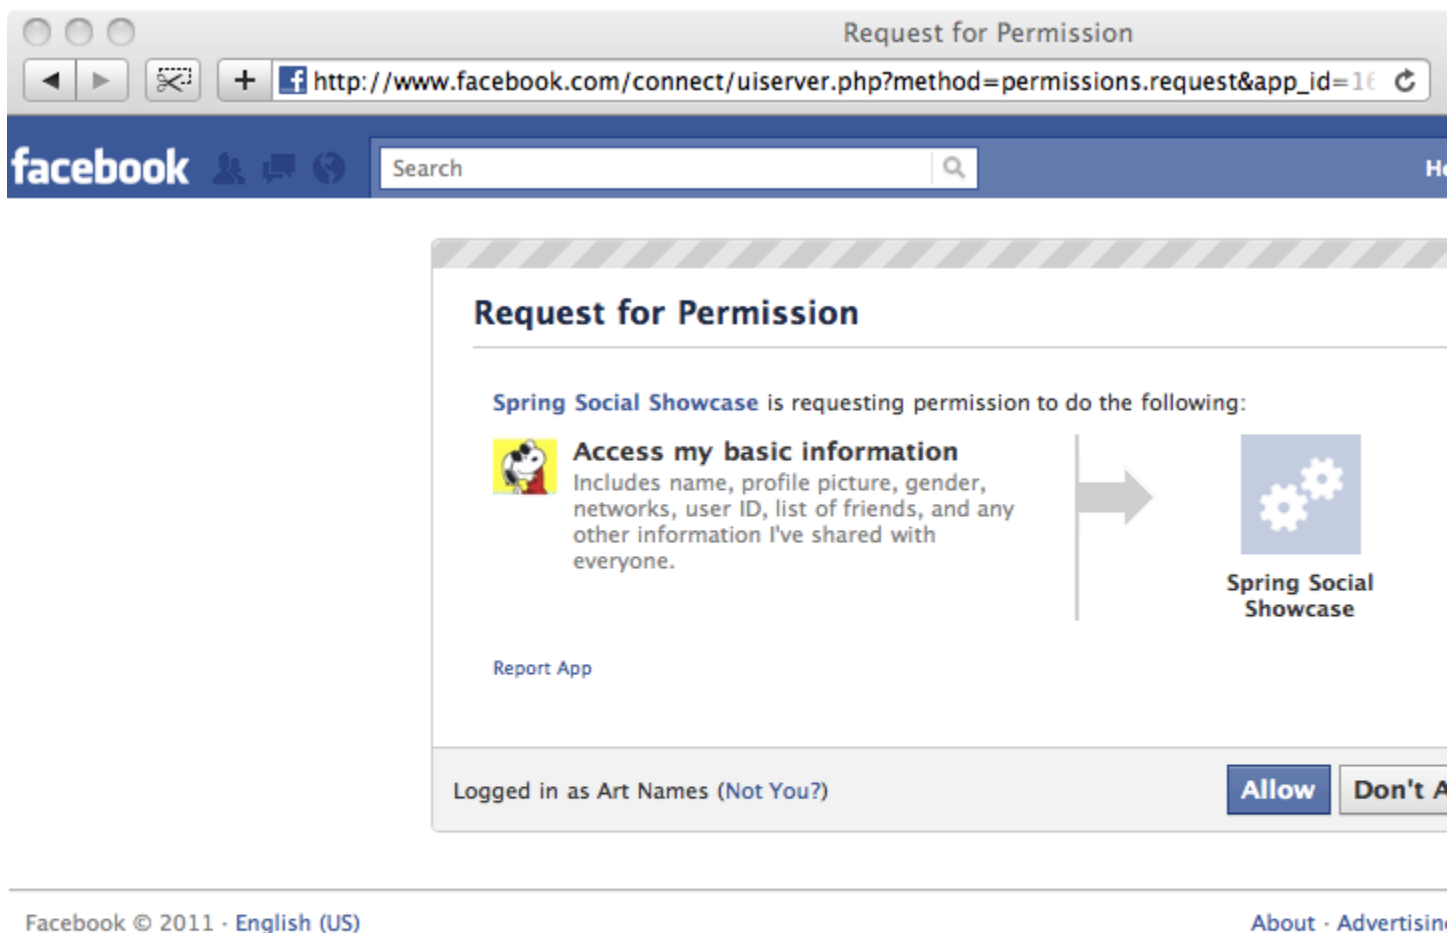 Request for Permission
http://www.facebook.com/connect/uiserver.php?method=permissions.request&app_id=16
facebook
Search
Request for Permission
Spring Social Showcase is requesting permission to do the following:
Access my basic information
Includes name, profile picture, gender,
networks, user ID, list of friends, and any
other information I've shared with
everyone.
Spring Social
Showcase
Report App
Logged in as Art Names (Not You?)
Allow
Don't A
Facebook © 2011 · English (US)
About · Advertising